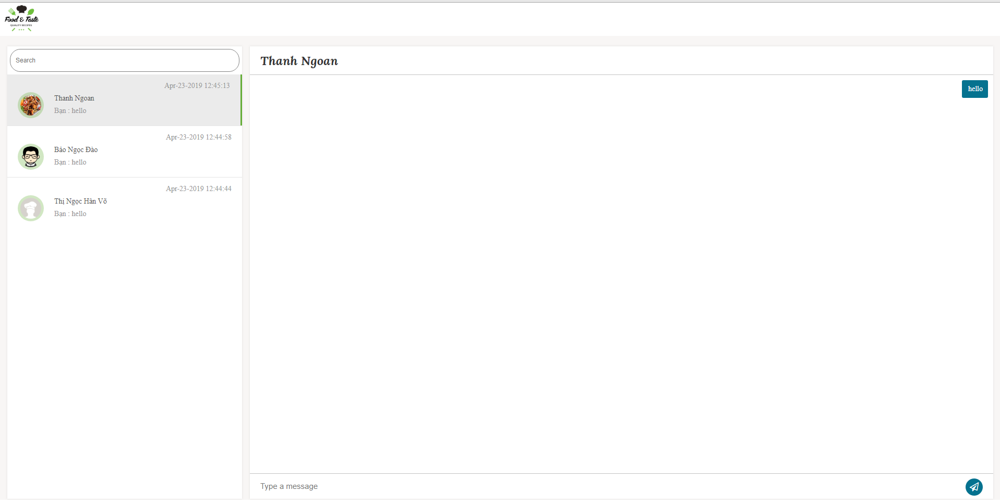 Food & Taste
QUALITY RECIPES
Search
Apr-23-2019 12:45:13
Thanh Ngoan
Bạn : hello
Apr-23-2019 12:44:58
Bảo Ngọc Đào
Bạn : hello
Apr-23-2019 12:44:44
Thị Ngọc Hân Võ
Bạn : hello
Thanh Ngoan
hello
Type a message